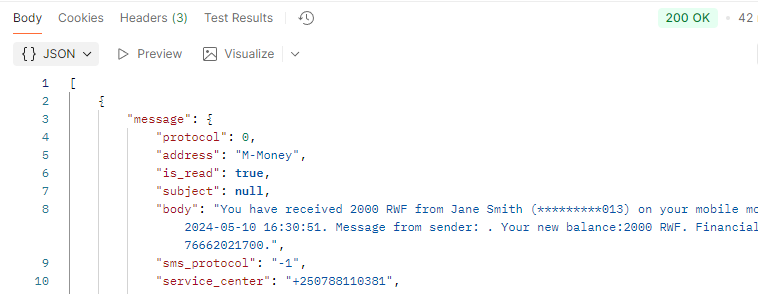 Body Cookies Headers (3) Test Results 200 OK 42
{} JSON Preview Visualize
1 [
2 {
3 "message": {
4 "protocol": 0,
5 "address": "M-Money",
6 "is_read": true,
7 "subject": null,
8 "body": "You have received 2000 RWF from Jane Smith (*********013) on your mobile mo
2024-05-10 16:30:51. Message from sender: . Your new balance:2000 RWF. Financial
76662021700.",
9 "sms_protocol": "-1",
10 "service_center": "+250788110381",